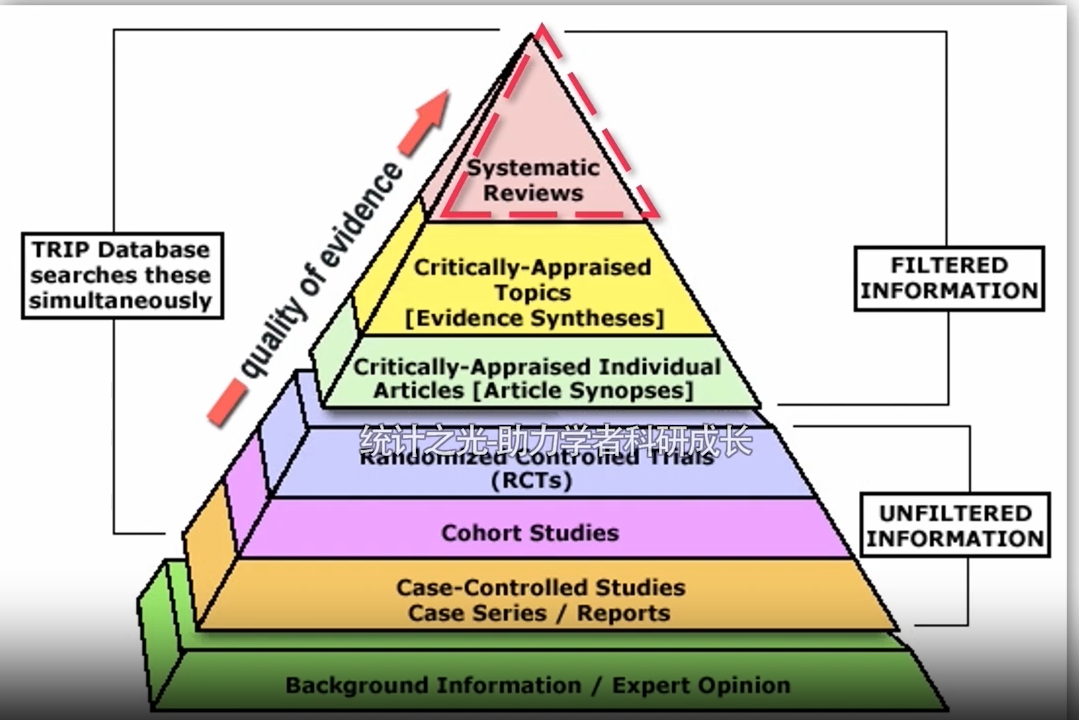 Systematic
Reviews
quality of evidence
TRIP Database
searches these
simultaneously
FILTERED
INFORMATION
Critically-Appraised
Topics
[Evidence Syntheses]
Critically-Appraised Individual
Articles [Article Synopses]
统计之光-助力学者科研成长
Randomized Controlled Trials
(RCTs)
UNFILTERED
INFORMATION
Cohort Studies
Case-Controlled Studies
Case Series / Reports
Background Information / Expert Opinion